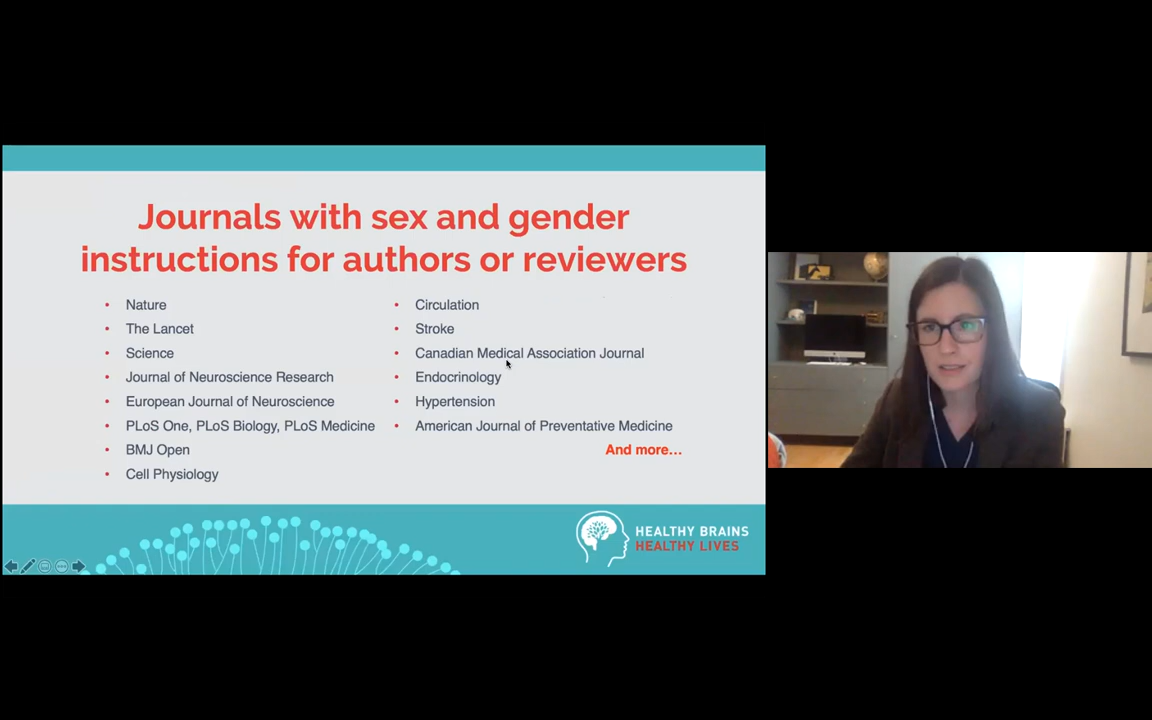 Journals with sex and gender
instructions for authors or reviewers
Nature
The Lancet
Science
Journal of Neuroscience Research
European Journal of Neuroscience
PLoS One, PLoS Biology, PLoS Medicine
BMJ Open
Cell Physiology
Circulation
Stroke
Canadian Medical Association Journal
Endocrinology
Hypertension
American Journal of Preventative Medicine
And more...
HEALTHY BRAINS
HEALTHY LIVES